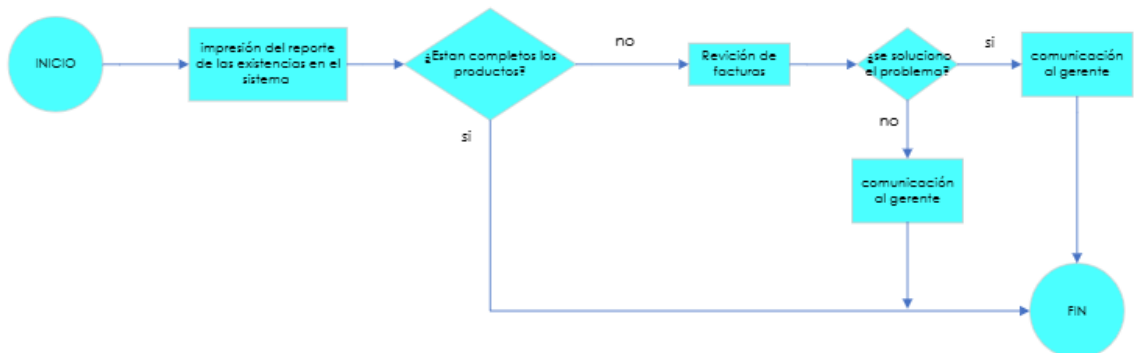 INICIO
impresión del reporte
de las existencias en el
sistema
¿Estan completos los
productos?
no
Revición de
facturas
¿se soluciono
el problema?
si
comunicación
al gerente
si
no
comunicación
al gerente
FIN